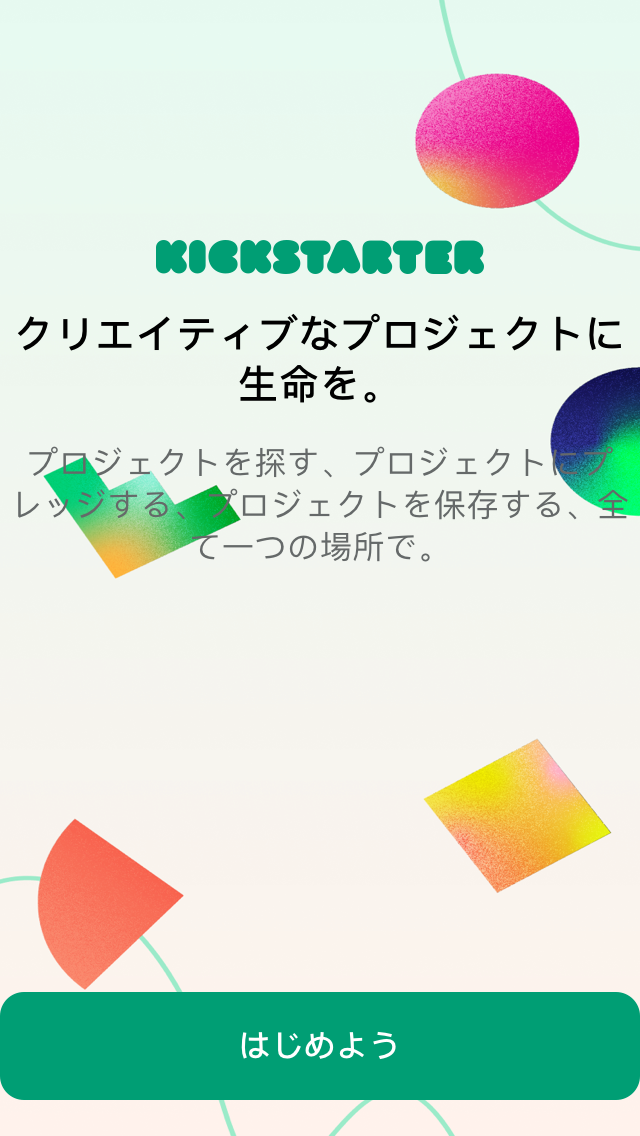 KICKSTARTER
クリエイティブなプロジェクトに
生命を。
プロジェクトを探す、プロジェクトにプ
レッジする、プロジェクトを保存する、全
て一つの場所で。
はじめよう